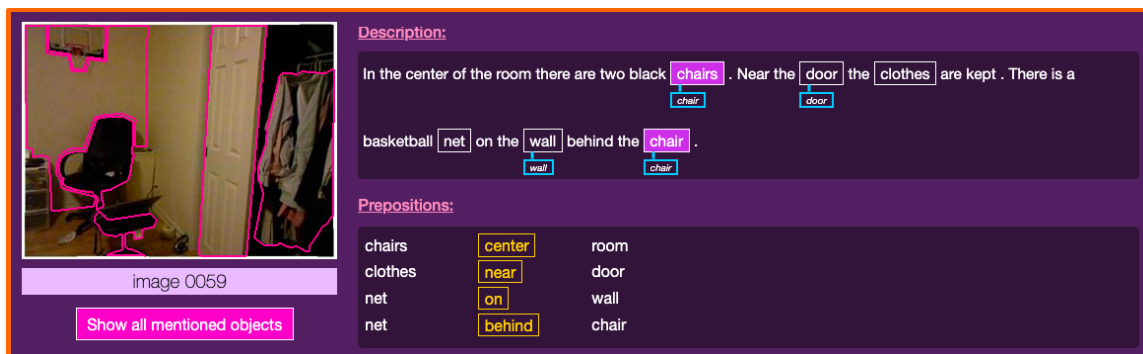 Description:
In the center of the room there are two black chairs . Near the door the clothes are kept . There is a
chair door
basketball net on the wall behind the chair .
wall chair
Prepositions:
chairs center room
clothes near door
net on wall
net behind chair
image 0059
Show all mentioned objects